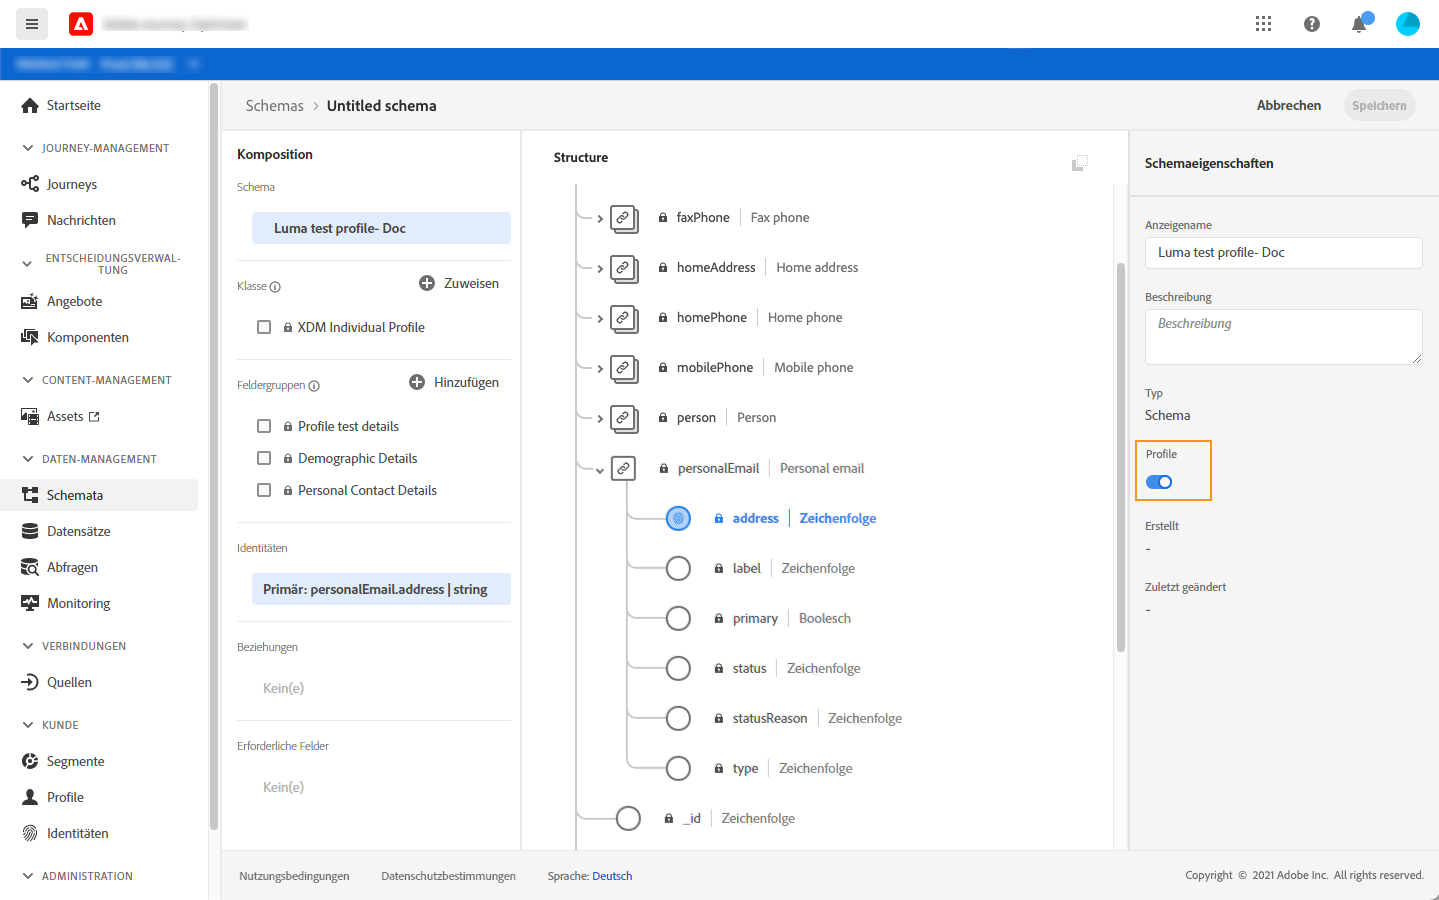 Startseite
JOURNEY-MANAGEMENT
Journeys
Nachrichten
ENTSCHEIDUNGSVERWAL-
TUNG
Angebote
Komponenten
CONTENT-MANAGEMENT
Assets
DATEN-MANAGEMENT
Schemata
Datensätze
Abfragen
Monitoring
VERBINDUNGEN
Quellen
KUNDE
Segmente
Profile
Identitäten
ADMINISTRATION
Schemas > Untitled schema
Abbrechen
Speichern
Komposition
Schema
Luma test profile- Doc
Klasse
Zuweisen
XDM Individual Profile
Feldergruppen
Hinzufügen
Profile test details
Demographic Details
Personal Contact Details
Identitäten
Primär: personalEmail.address | string
Beziehungen
Kein(e)
Erforderliche Felder
Kein(e)
Structure
faxPhone | Fax phone
homeAddress | Home address
homePhone | Home phone
mobilePhone | Mobile phone
person | Person
personalEmail | Personal email
address | Zeichenfolge
label | Zeichenfolge
primary | Boolesch
status | Zeichenfolge
statusReason | Zeichenfolge
type | Zeichenfolge
_id | Zeichenfolge
Schemaeigenschaften
Anzeigename
Luma test profile- Doc
Beschreibung
Beschreibung
Typ
Schema
Profile
Erstellt
-
Zuletzt geändert
-
Nutzungsbedingungen
Datenschutzbestimmungen
Sprache: Deutsch
Copyright © 2021 Adobe Inc. All rights reserved.